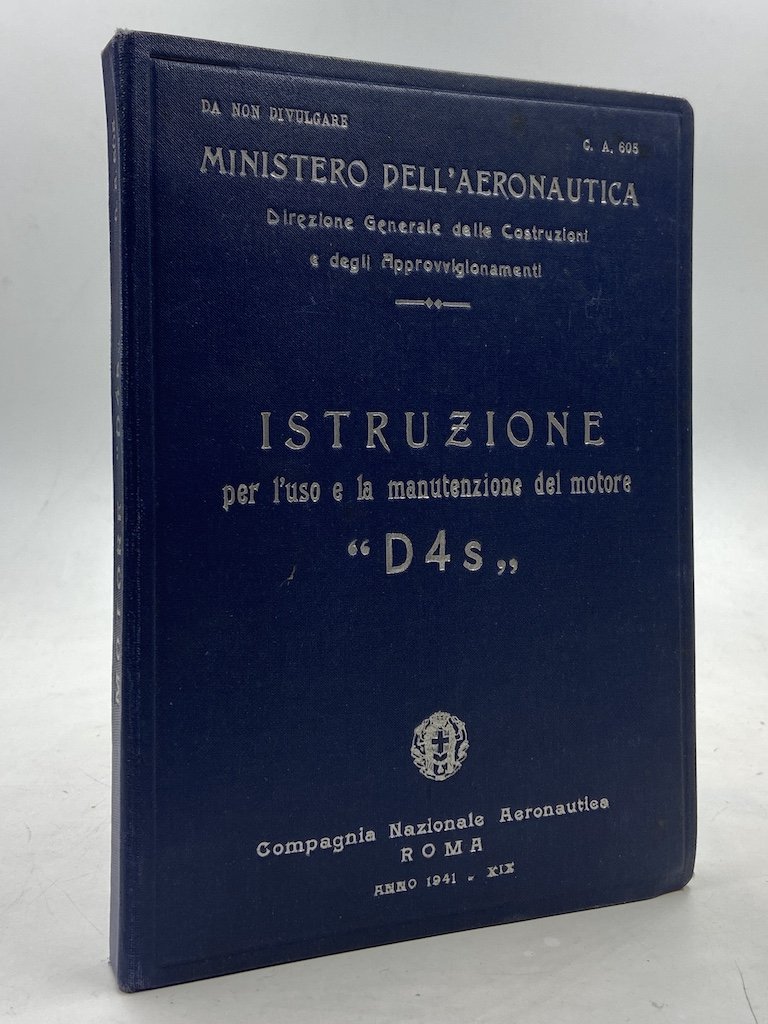 DA NON DIVULGARE
C. A. 605
MINISTERO DELL'AERONAUTICA
Direzione Generale delle Costruzioni
e degli Approvvigionamenti
ISTRUZIONE
per l'uso e la manutenzione del motore
“D4s„
Compagnia Nazionale Aeronautica
ROMA
ANNO 1941 - XIX
MOTORE